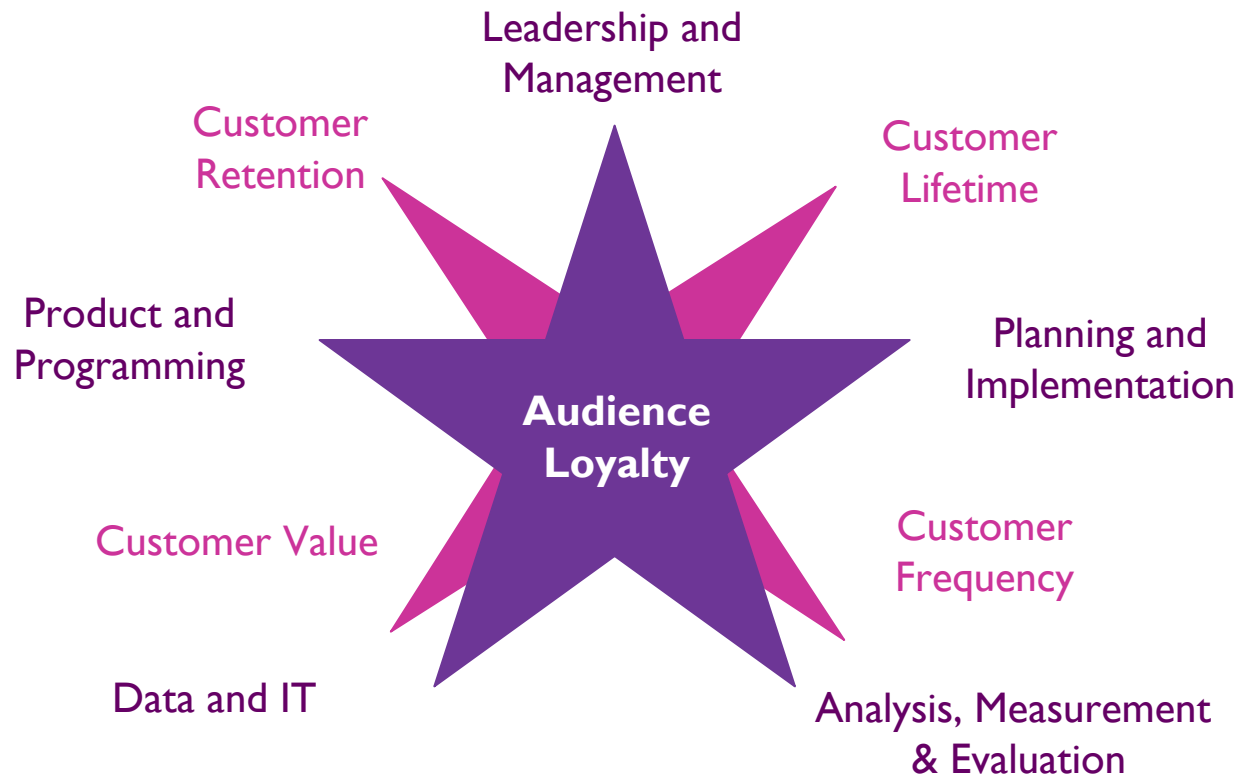 Leadership and
Management
Customer
Retention
Customer
Lifetime
Product and
Programming
Planning and
Implementation
Audience
Loyalty
Customer Value
Customer
Frequency
Data and IT
Analysis, Measurement
& Evaluation